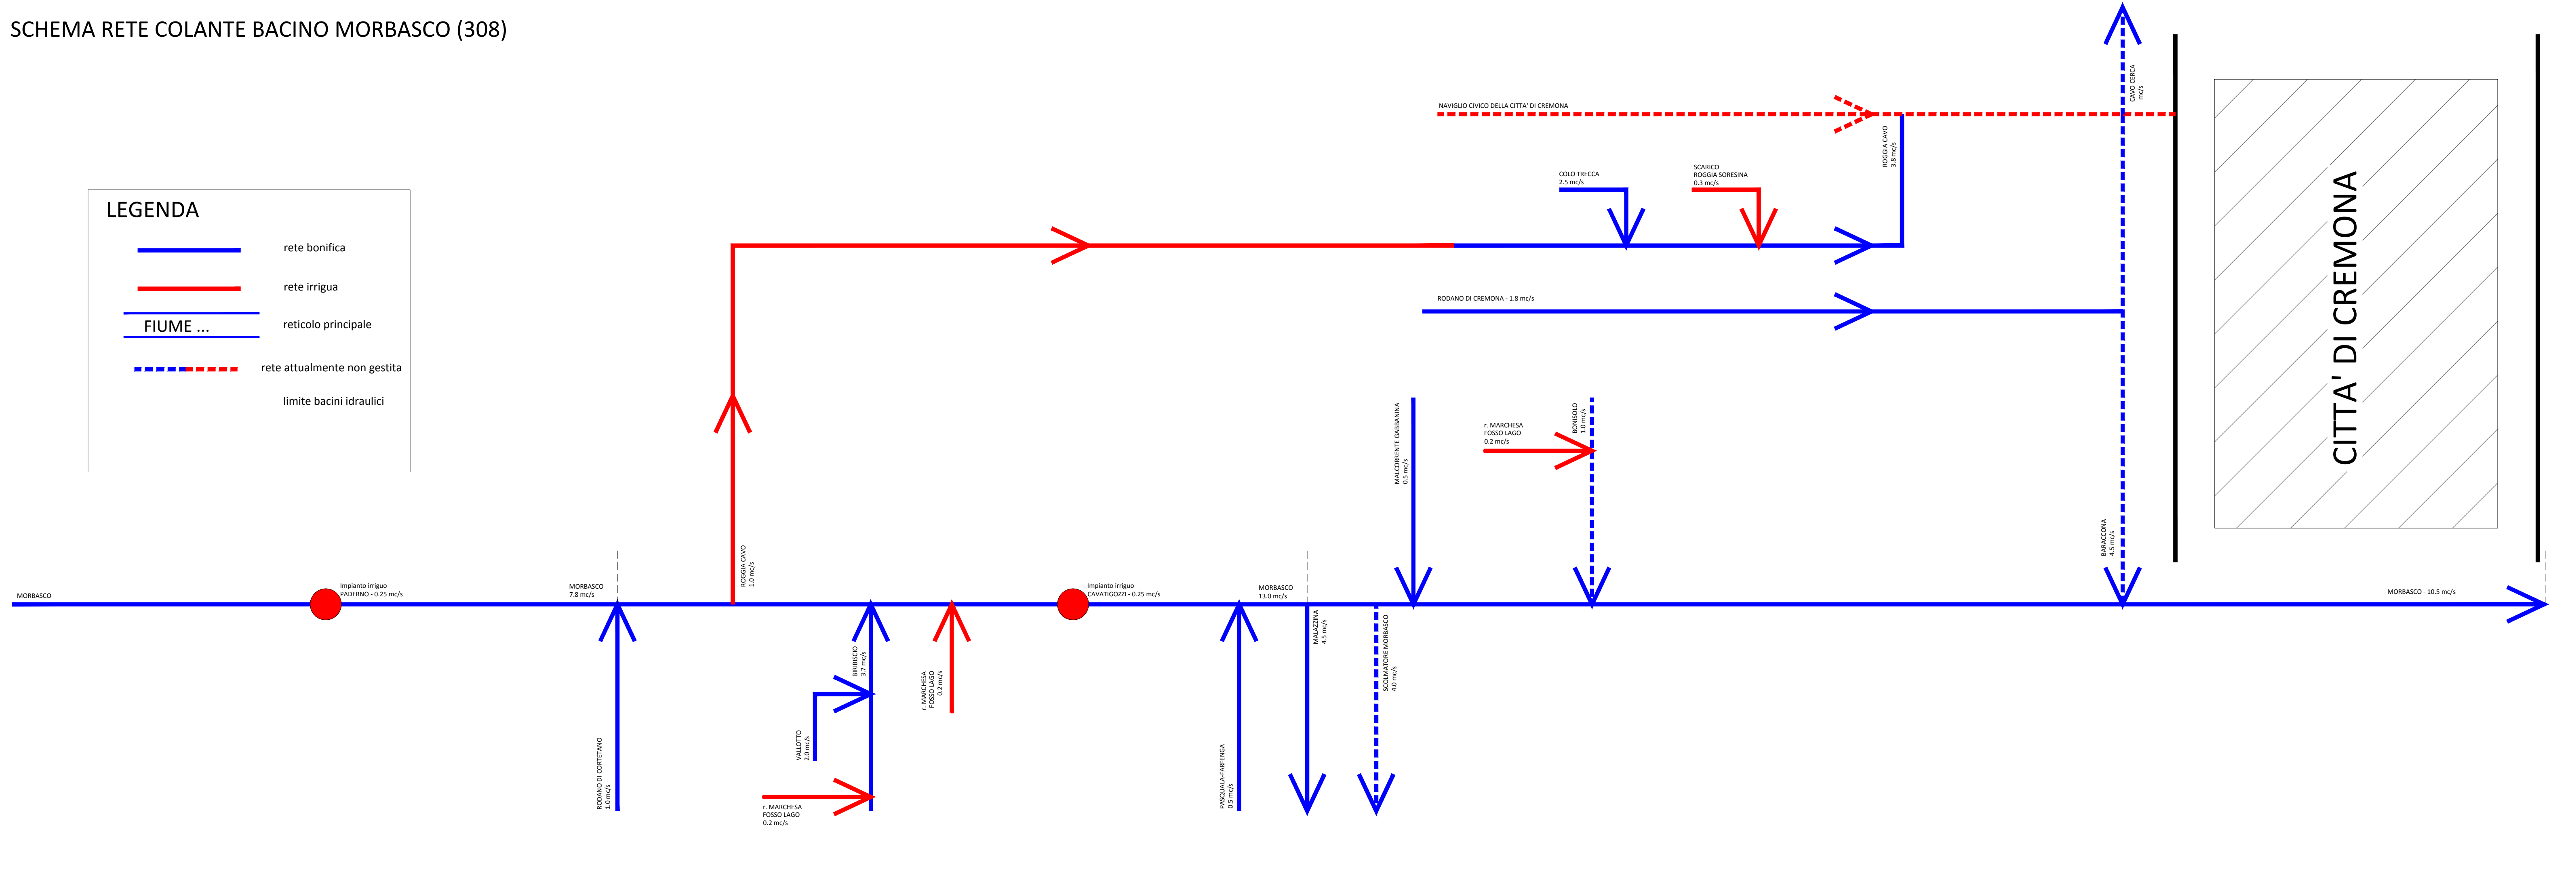 SCHEMA RETE COLANTE BACINO MORBASCO (308)
LEGENDA
rete bonifica
rete irrigua
FIUME ...
reticolo principale
rete attualmente non gestita
limite bacini idraulici
NAVIGLIO CIVICO DELLA CITTA' DI CREMONA
CAVO CERCA
mc/s
ROGGIA CAVO
3.8 mc/s
COLO TRECCA
2.5 mc/s
SCARICO
ROGGIA SORESINA
0.3 mc/s
RODANO DI CREMONA - 1.8 mc/s
CITTA' DI CREMONA
MALCORRENTE GABBANINA
0.5 mc/s
r. MARCHESA
FOSSO LAGO
0.2 mc/s
BONISOLO
1.0 mc/s
BARACCONA
4.5 mc/s
ROGGIA CAVO
1.0 mc/s
MORBASCO
Impianto irriguo
PADERNO - 0.25 mc/s
MORBASCO
7.8 mc/s
Impianto irriguo
CAVATIGOZZI - 0.25 mc/s
MORBASCO
13.0 mc/s
MORBASCO - 10.5 mc/s
RODANO DI CORTETANO
1.0 mc/s
VALLOTTO
2.0 mc/s
BIRIBISCIO
3.7 mc/s
r. MARCHESA
FOSSO LAGO
0.2 mc/s
r. MARCHESA
FOSSO LAGO
0.2 mc/s
PASQUALA-FARFENGA
0.5 mc/s
MALAZZINA
4.5 mc/s
SCOLMATORE MORBASCO
4.0 mc/s